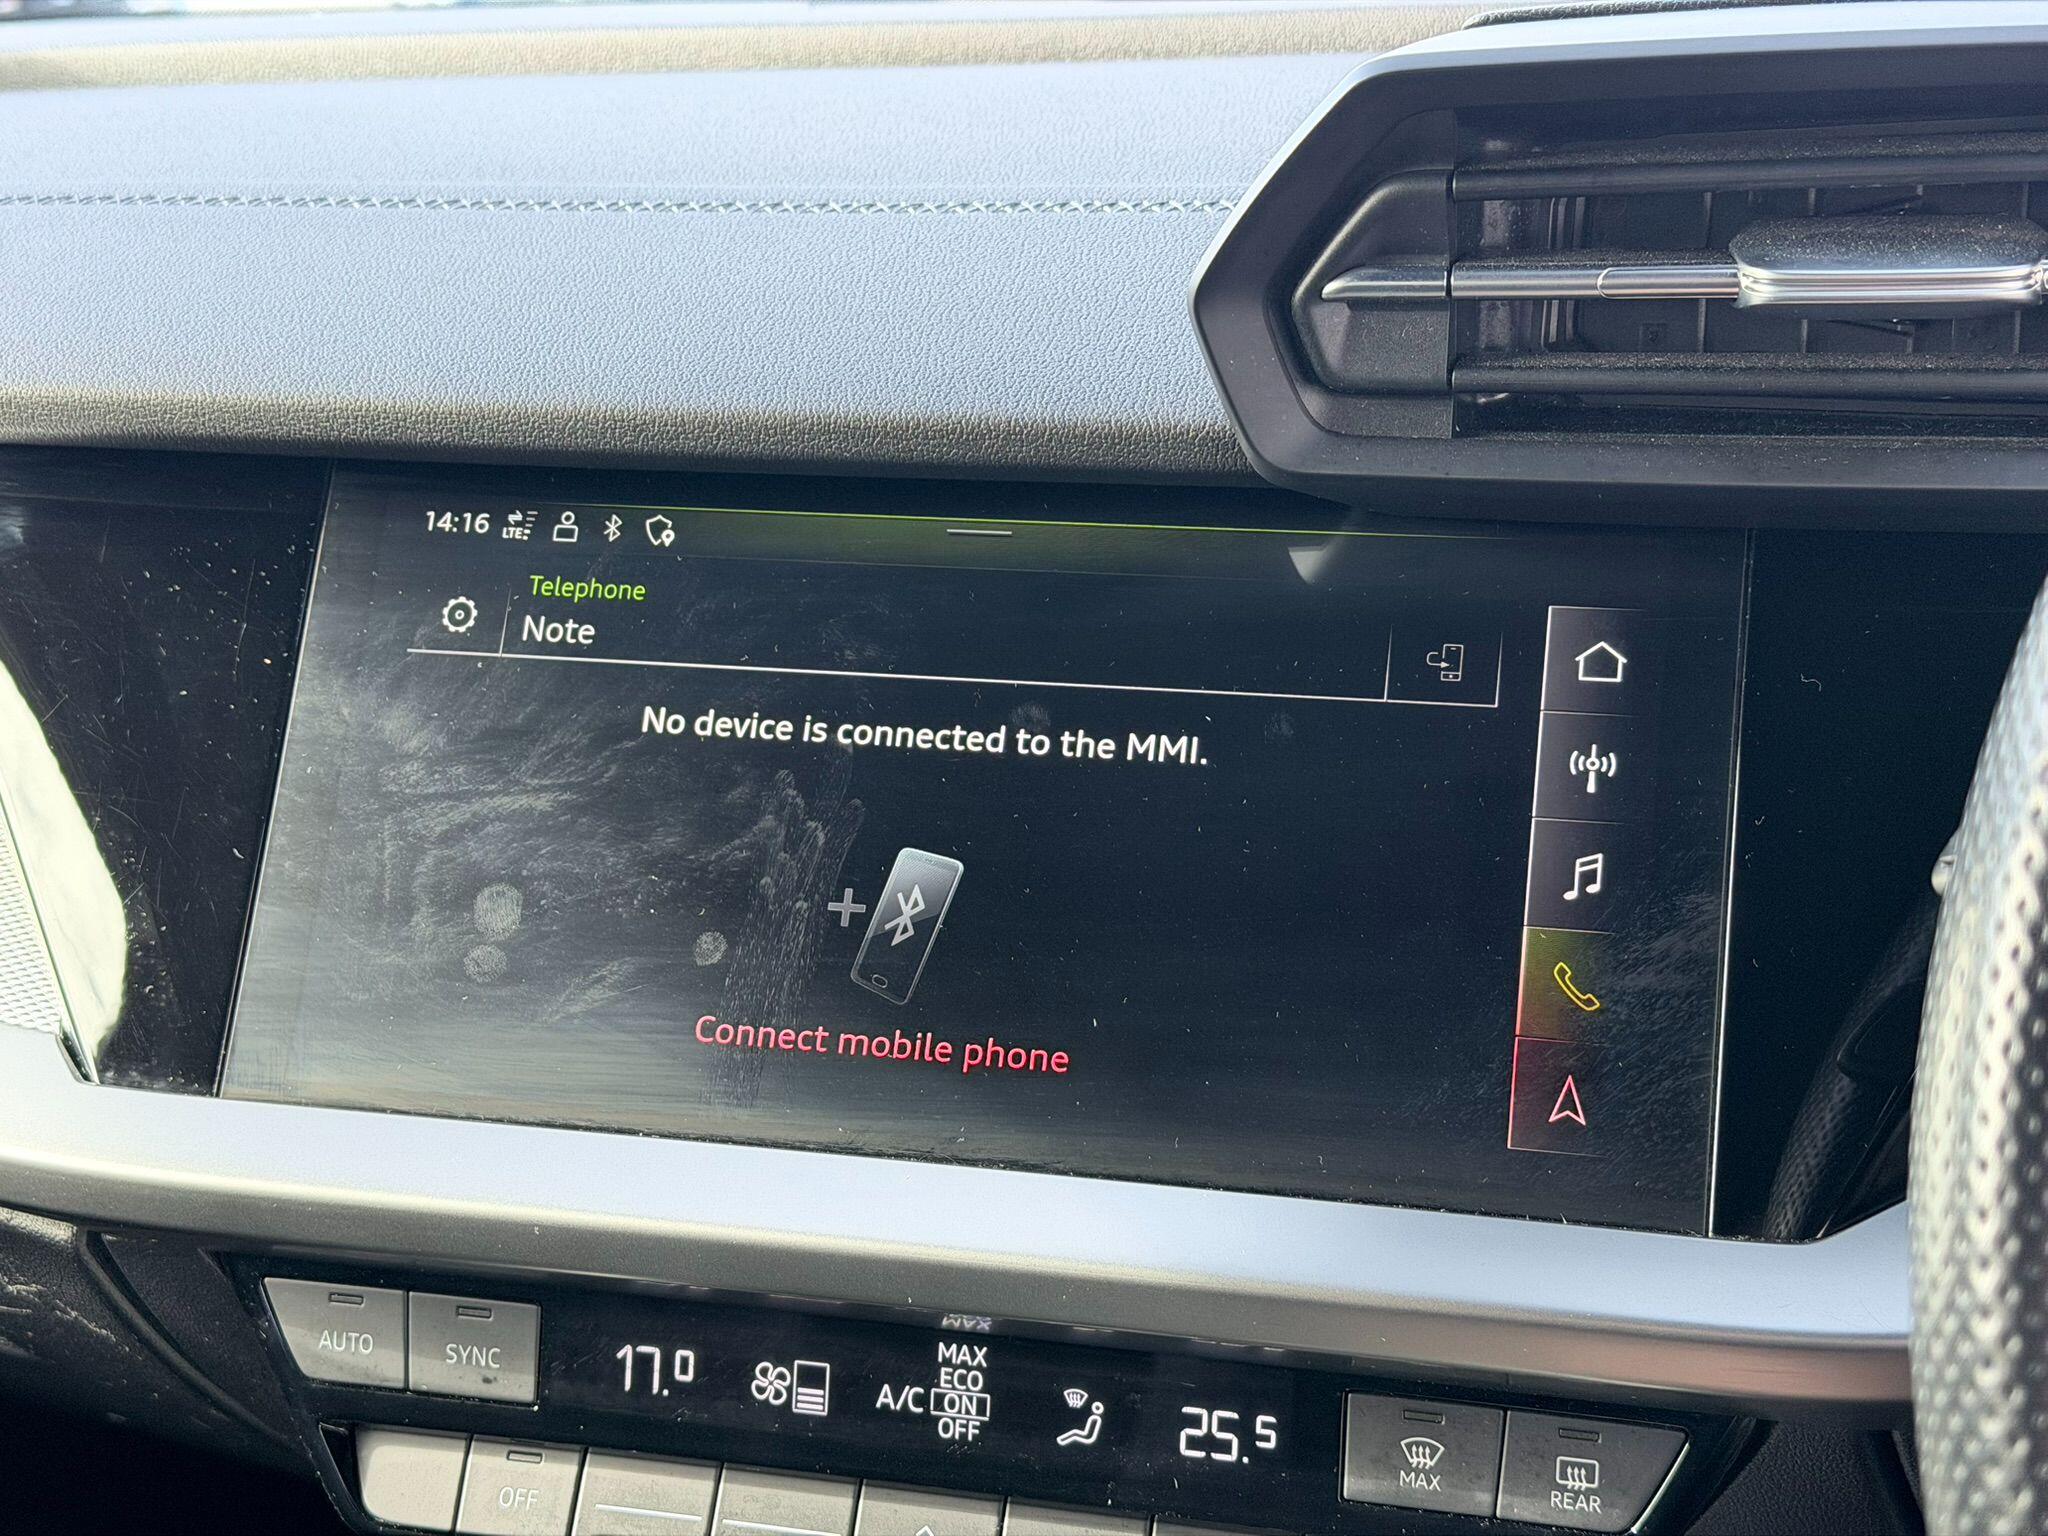 14:16 LTE
Telephone
Note
No device is connected to the MMI.
Connect mobile phone
AUTO
SYNC
17.0
MAX
ECO
A/C ON
OFF
25.5
MAX
REAR
OFF